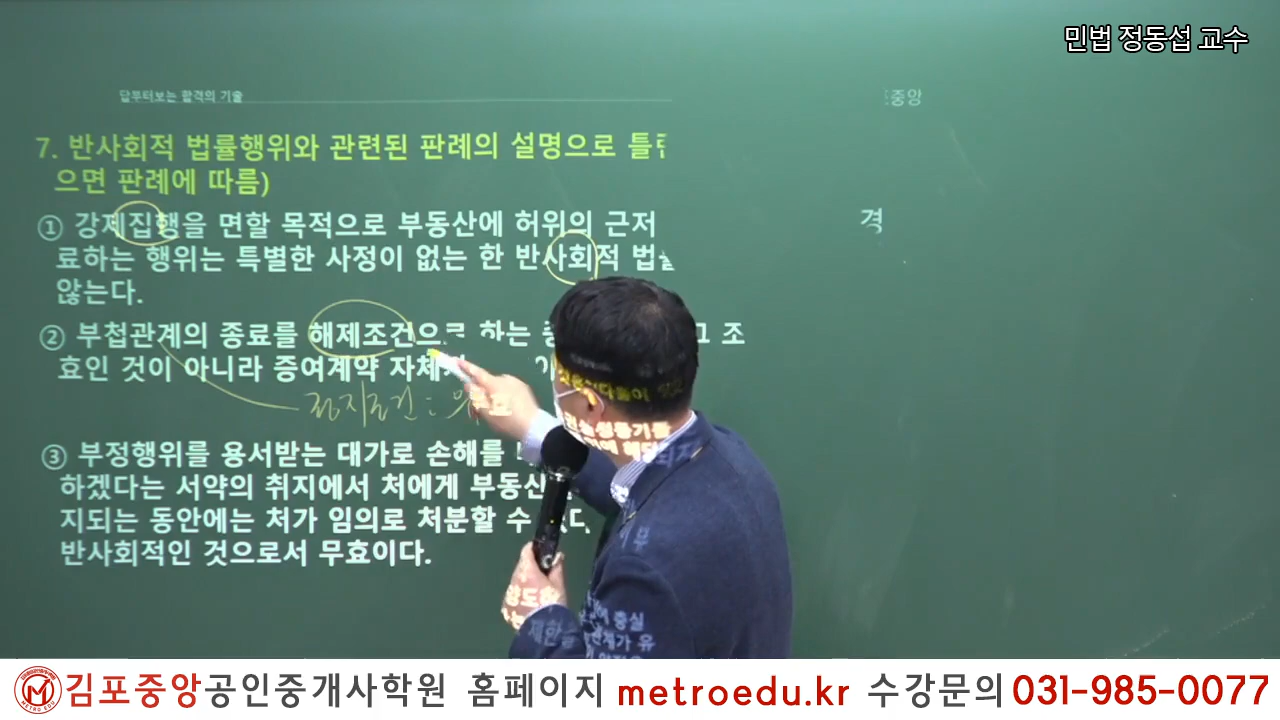 민법 정동섭 교수
답부터보는 합격의 기술
중앙
7. 반사회적 법률행위와 관련된 판례의 설명으로
으면 판례에 따름)
① 강제집행을 면할 목적으로 부동산에 허위의 근저
격
료하는 행위는 특별한 사정이 없는 한 반사회적
않는다.
② 부첩관계의 종료를 해제조건으로 하는
조
효인 것이 아니라 증여계약 자체
정지조건 :
무효
③ 부정행위를 용서받는 대가로 손해를
하겠다는 서약의 취지에서 처에게 부동산
지되는 동안에는 처가 임의로 처분할 수
반사회적인 것으로서 무효이다.
METRO EDU
김포중앙공인중개사학원 홈페이지 metroedu.kr 수강문의 031-985-0077